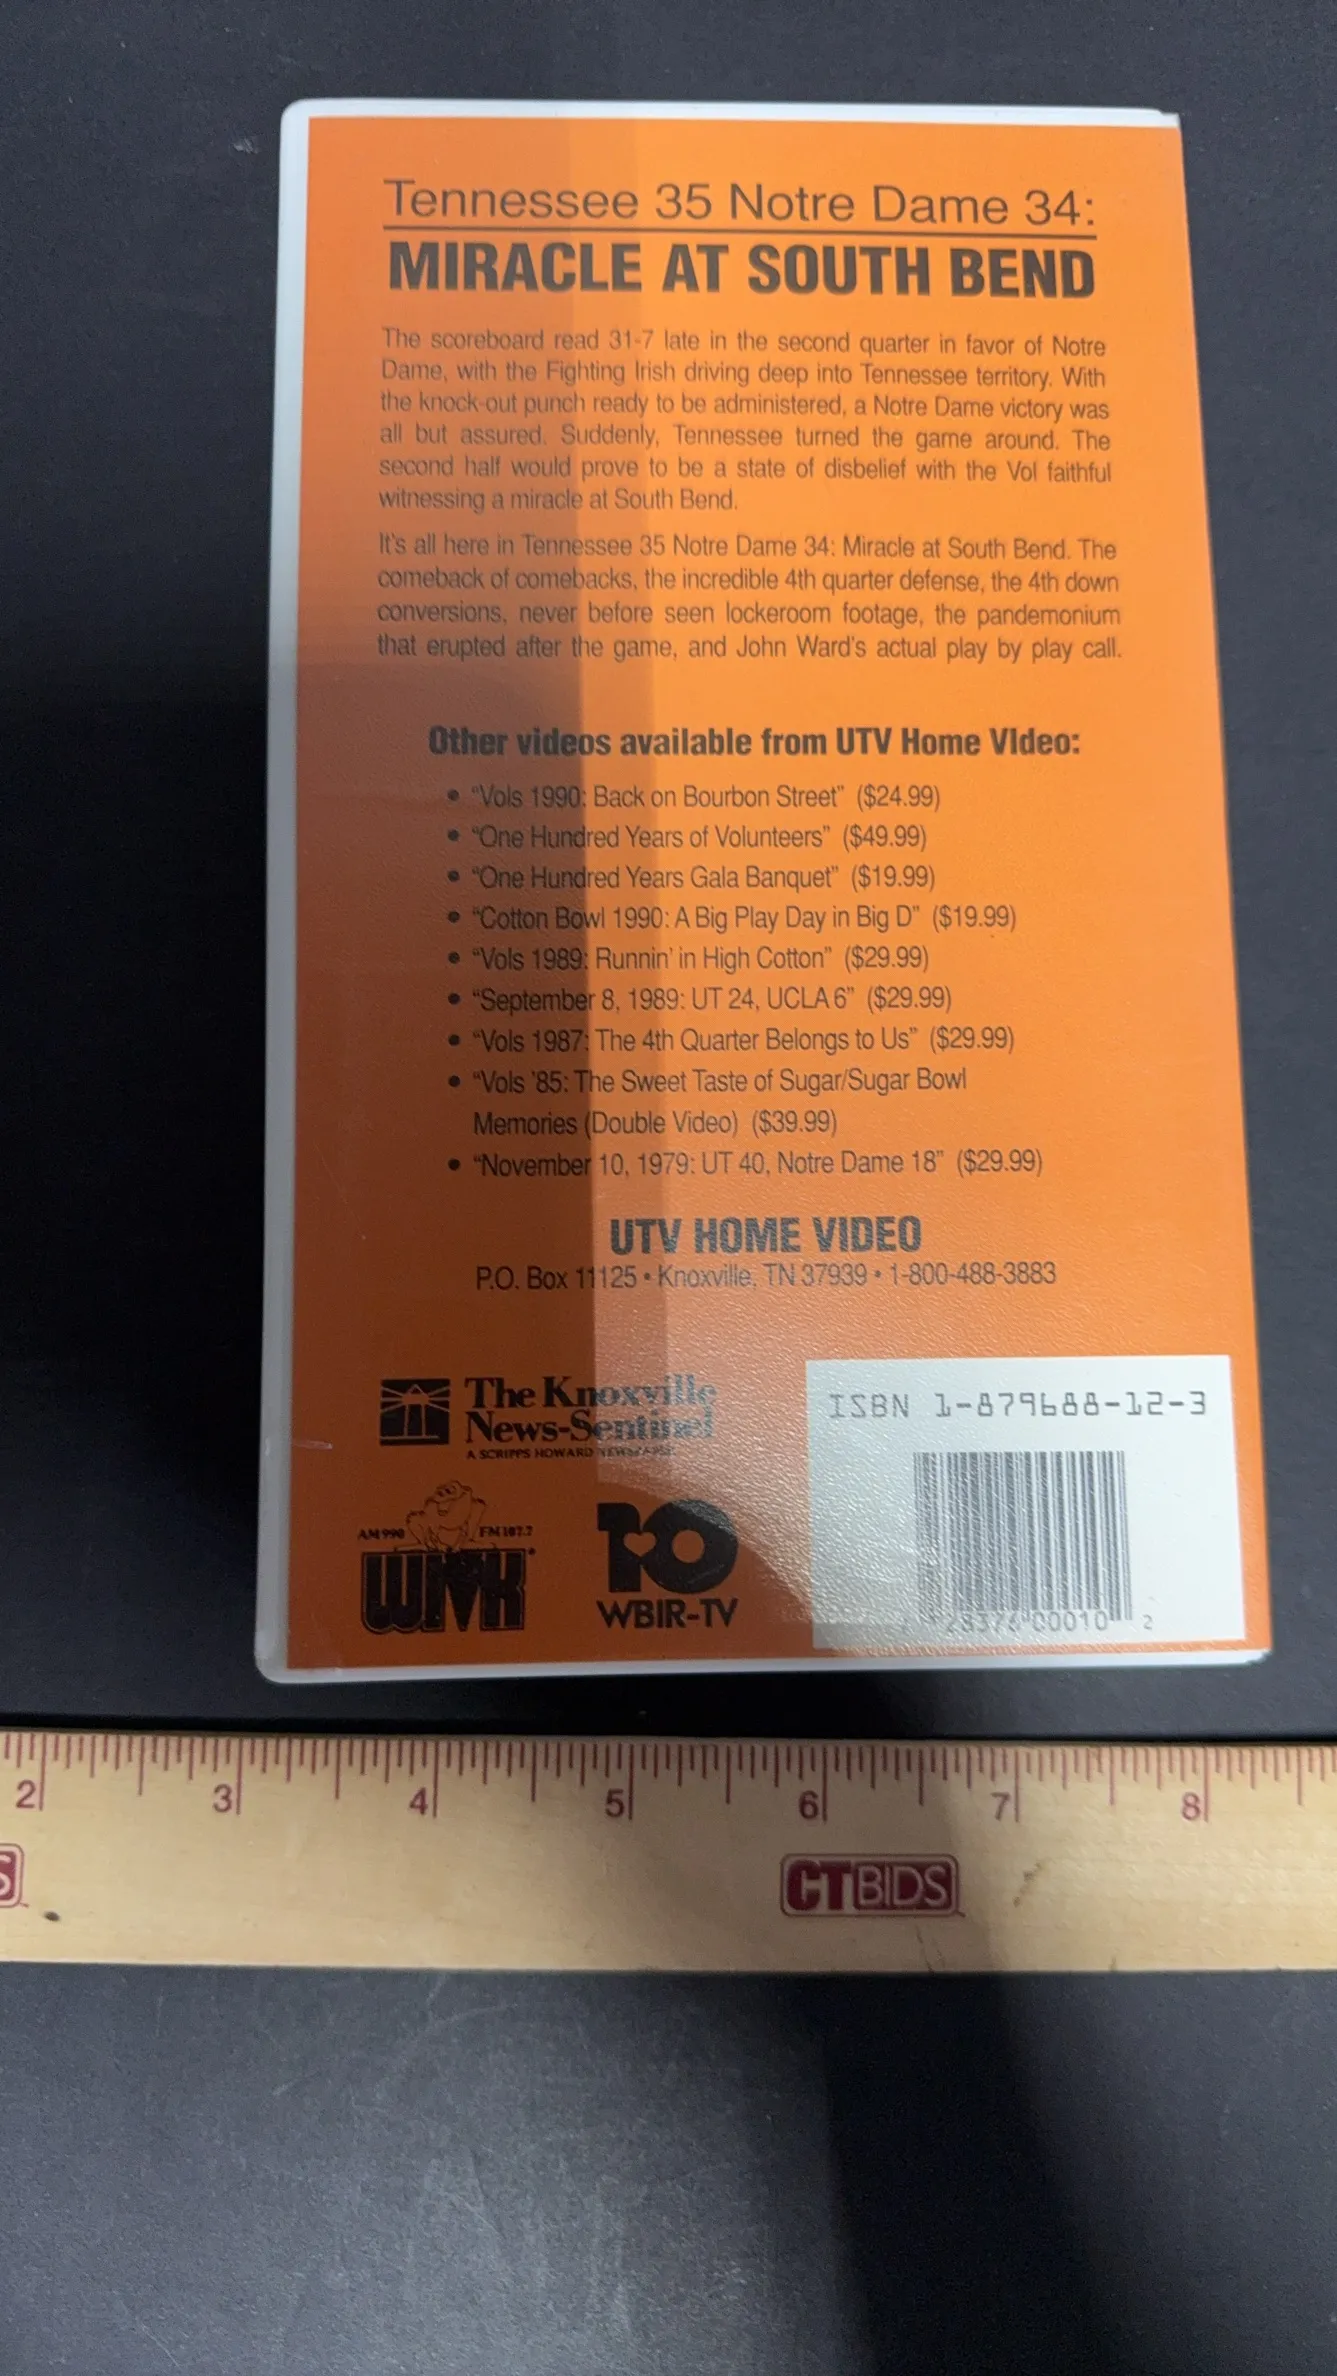 Tennessee 35 Notre Dame 34:
MIRACLE AT SOUTH BEND
The scoreboard read 31-7 late in the second quarter in favor of Notre
Dame, with the Fighting Irish driving deep into Tennessee territory. With
the knock-out punch ready to be administered, a Notre Dame victory was
all but assured. Suddenly, Tennessee turned the game around. The
second half would prove to be a state of disbelief with the Vol faithful
witnessing a miracle at South Bend.
It's all here in Tennessee 35 Notre Dame 34: Miracle at South Bend. The
comeback of comebacks, the incredible 4th quarter defense, the 4th down
conversions, never before seen lockeroom footage, the pandemonium
that erupted after the game, and John Ward's actual play by play call.
Other videos available from UTV Home VIdeo:
• "Vols 1990: Back on Bourbon Street" ($24.99)
• "One Hundred Years of Volunteers" ($49.99)
• "One Hundred Years Gala Banquet" ($19.99)
• "Cotton Bowl 1990: A Big Play Day in Big D" ($19.99)
• "Vols 1989: Runnin' in High Cotton" ($29.99)
• "September 8, 1989: UT 24, UCLA 6" ($29.99)
• "Vols 1987: The 4th Quarter Belongs to Us" ($29.99)
• "Vols '85: The Sweet Taste of Sugar/Sugar Bowl
Memories (Double Video) ($39.99)
• "November 10, 1979: UT 40, Notre Dame 18" ($29.99)
UTV HOME VIDEO
P.O. Box 11125 • Knoxville, TN 37939 • 1-800-488-3883
The Knoxville
News-Sentinel
A SCRIPPS HOWARD NEWSPAPER
AM 990 FM 107.7
WIVK
10
WBIR-TV
ISBN 1-879688-12-3
28376 00010 2
2 3 4 5 6 7 8
CTBIDS